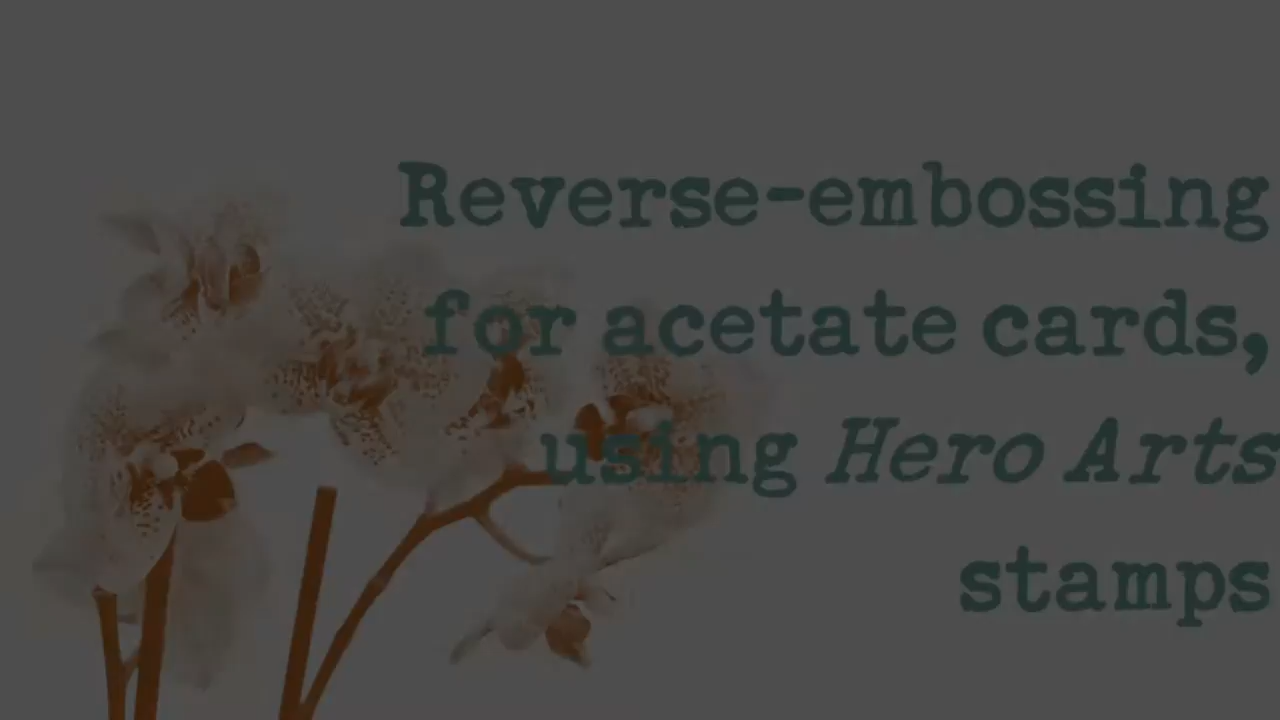 Reverse-embossing
for acetate cards,
using Hero Arts
stamps